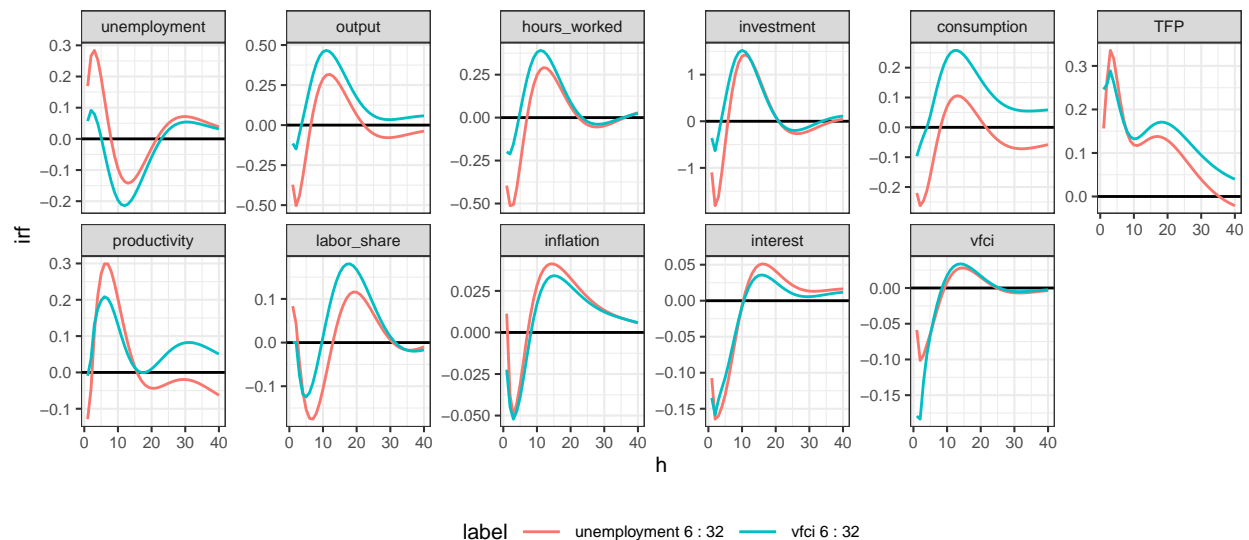 unemployment output hours_worked investment consumption TFP
0.3 0.2 0.1 0.0 −0.1 −0.2
0.50 0.25 0.00 −0.25 −0.50
0.25 0.00 −0.25 −0.50
1 0 −1
0.2 0.1 0.0 −0.1 −0.2
0.3 0.2 0.1 0.0
0 10 20 30 40
irf
productivity labor_share inflation interest vfci
0.3 0.2 0.1 0.0 −0.1
0.1 0.0 −0.1
0.025 0.000 −0.025 −0.050
0.05 0.00 −0.05 −0.10 −0.15
0.00 −0.05 −0.10 −0.15
0 10 20 30 40 0 10 20 30 40 0 10 20 30 40 0 10 20 30 40 0 10 20 30 40
h
label unemployment 6 : 32 vfci 6 : 32